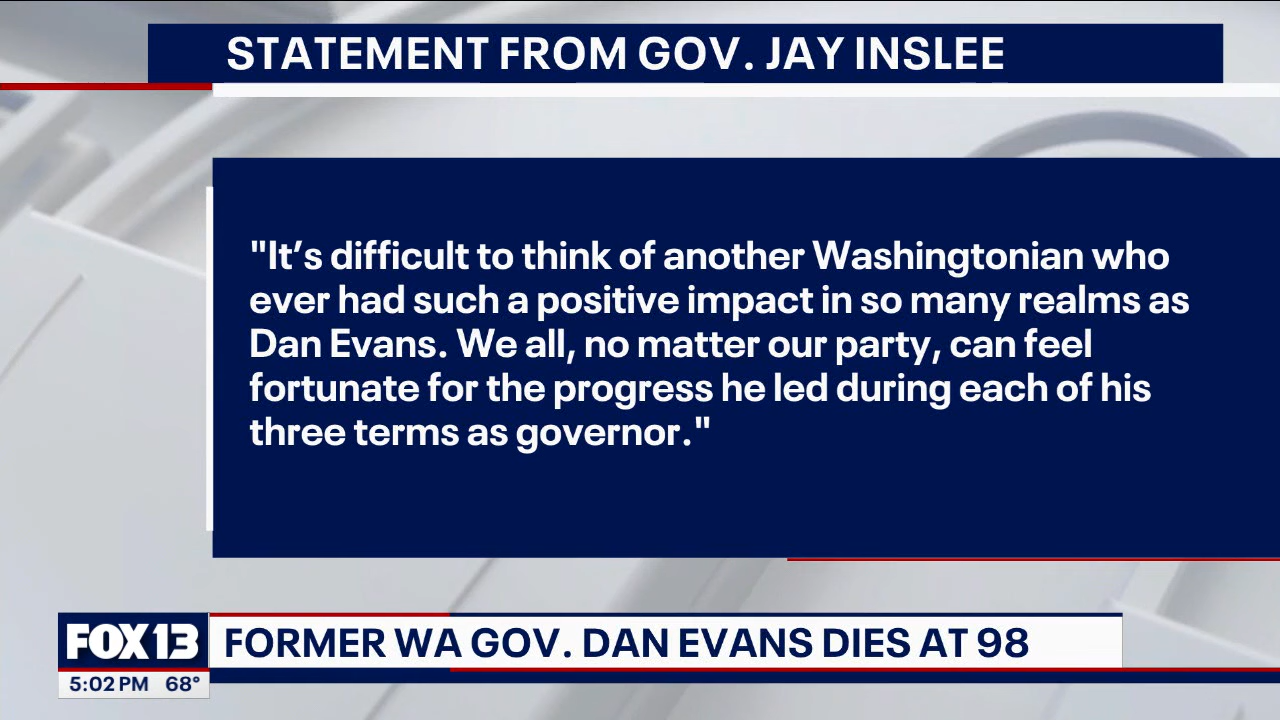 STATEMENT FROM GOV. JAY INSLEE
"It’s difficult to think of another Washingtonian who
ever had such a positive impact in so many realms as
Dan Evans. We all, no matter our party, can feel
fortunate for the progress he led during each of his
three terms as governor."
FOX 13
FORMER WA GOV. DAN EVANS DIES AT 98
5:02 PM 68°